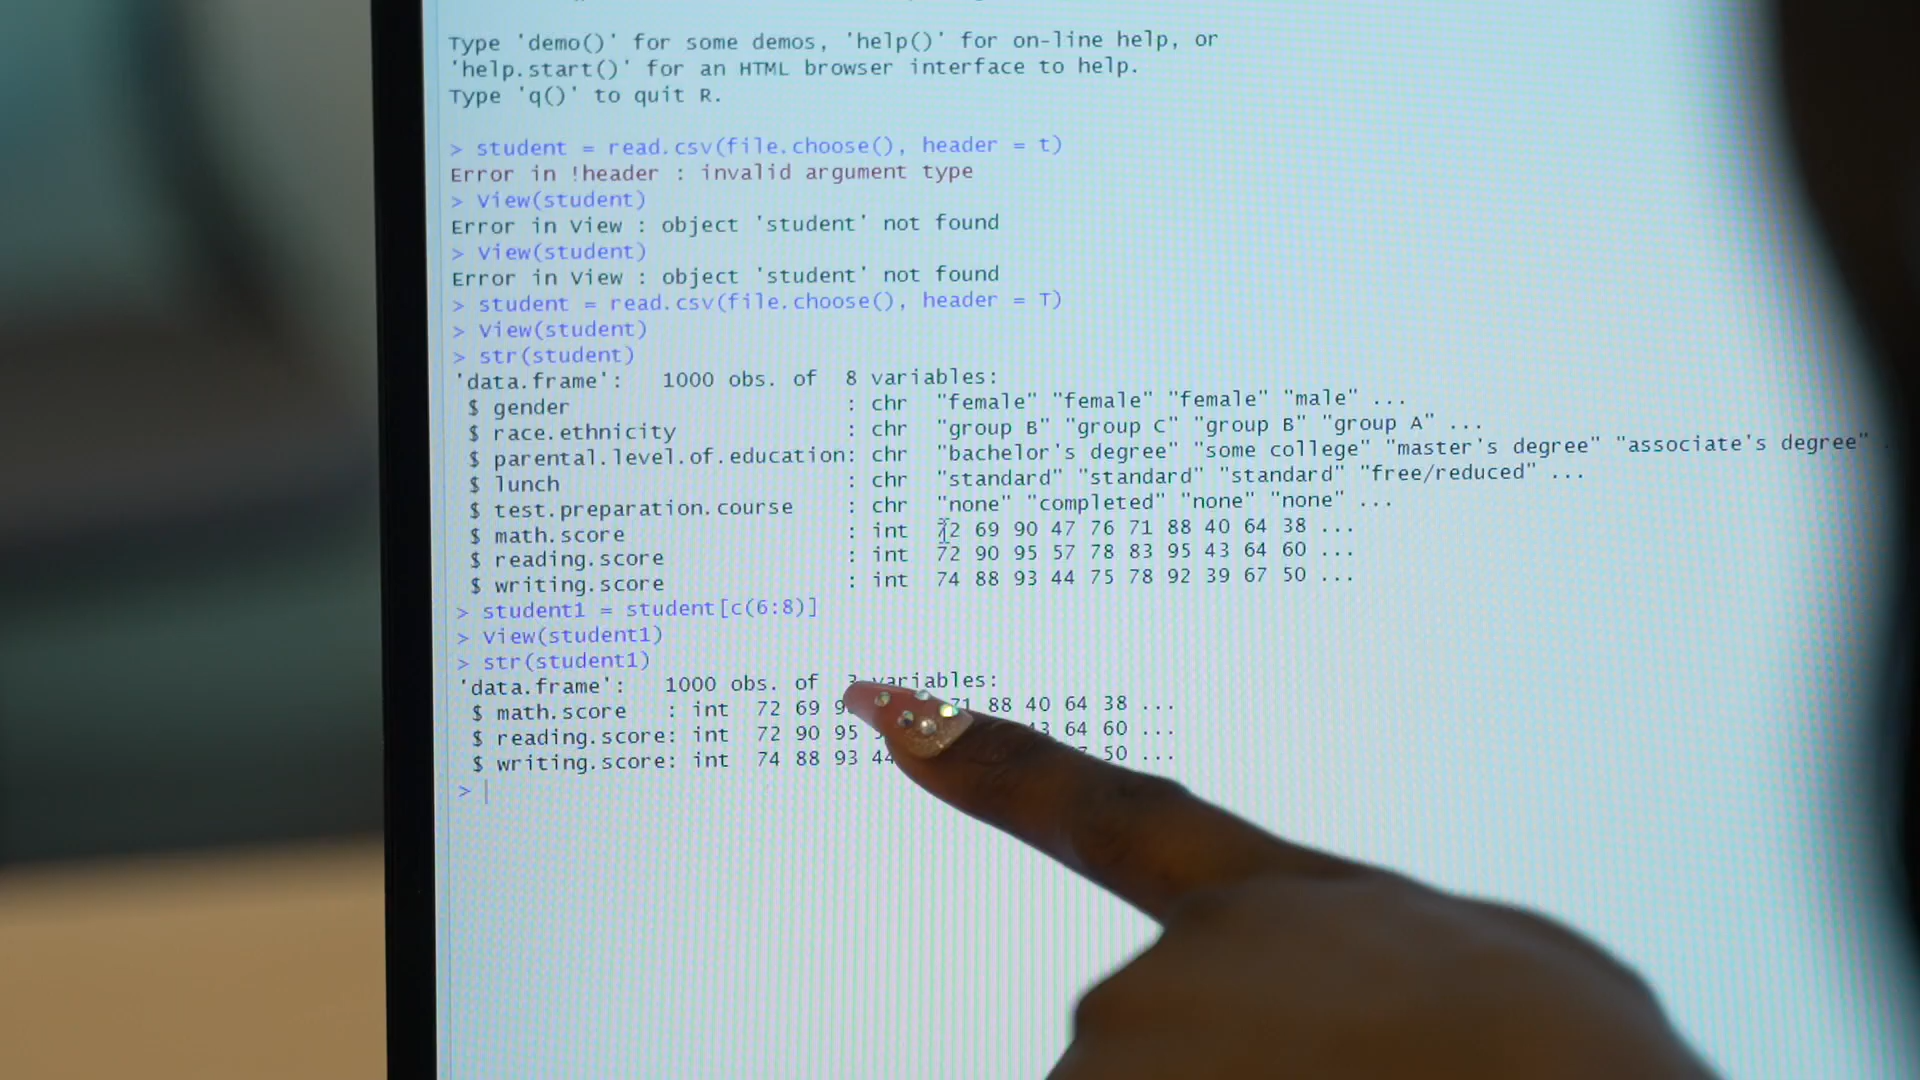 Type 'demo()' for some demos, 'help()' for on-line help, or
'help.start()' for an HTML browser interface to help.
Type 'q()' to quit R.
> student = read.csv(file.choose(), header = t)
Error in !header : invalid argument type
> View(student)
Error in View : object 'student' not found
> View(student)
Error in View : object 'student' not found
> student = read.csv(file.choose(), header = T)
> View(student)
> str(student)
'data.frame': 1000 obs. of 8 variables:
$ gender : chr "female" "female" "female" "male" ...
$ race.ethnicity : chr "group B" "group C" "group B" "group A" ...
$ parental.level.of.education: chr "bachelor's degree" "some college" "master's degree" "associate's degree"
$ lunch : chr "standard" "standard" "standard" "free/reduced" ...
$ test.preparation.course : chr "none" "completed" "none" "none" ...
$ math.score : int 72 69 90 47 76 71 88 40 64 38 ...
$ reading.score : int 72 90 95 57 78 83 95 43 64 60 ...
$ writing.score : int 74 88 93 44 75 78 92 39 67 50 ...
> student1 = student[c(6:8)]
> View(student1)
> str(student1)
'data.frame': 1000 obs. of 3 variables:
$ math.score : int 72 69 71 88 40 64 38 ...
$ reading.score: int 72 90 95 64 60 ...
$ writing.score: int 74 88 93 44 50 ...
>